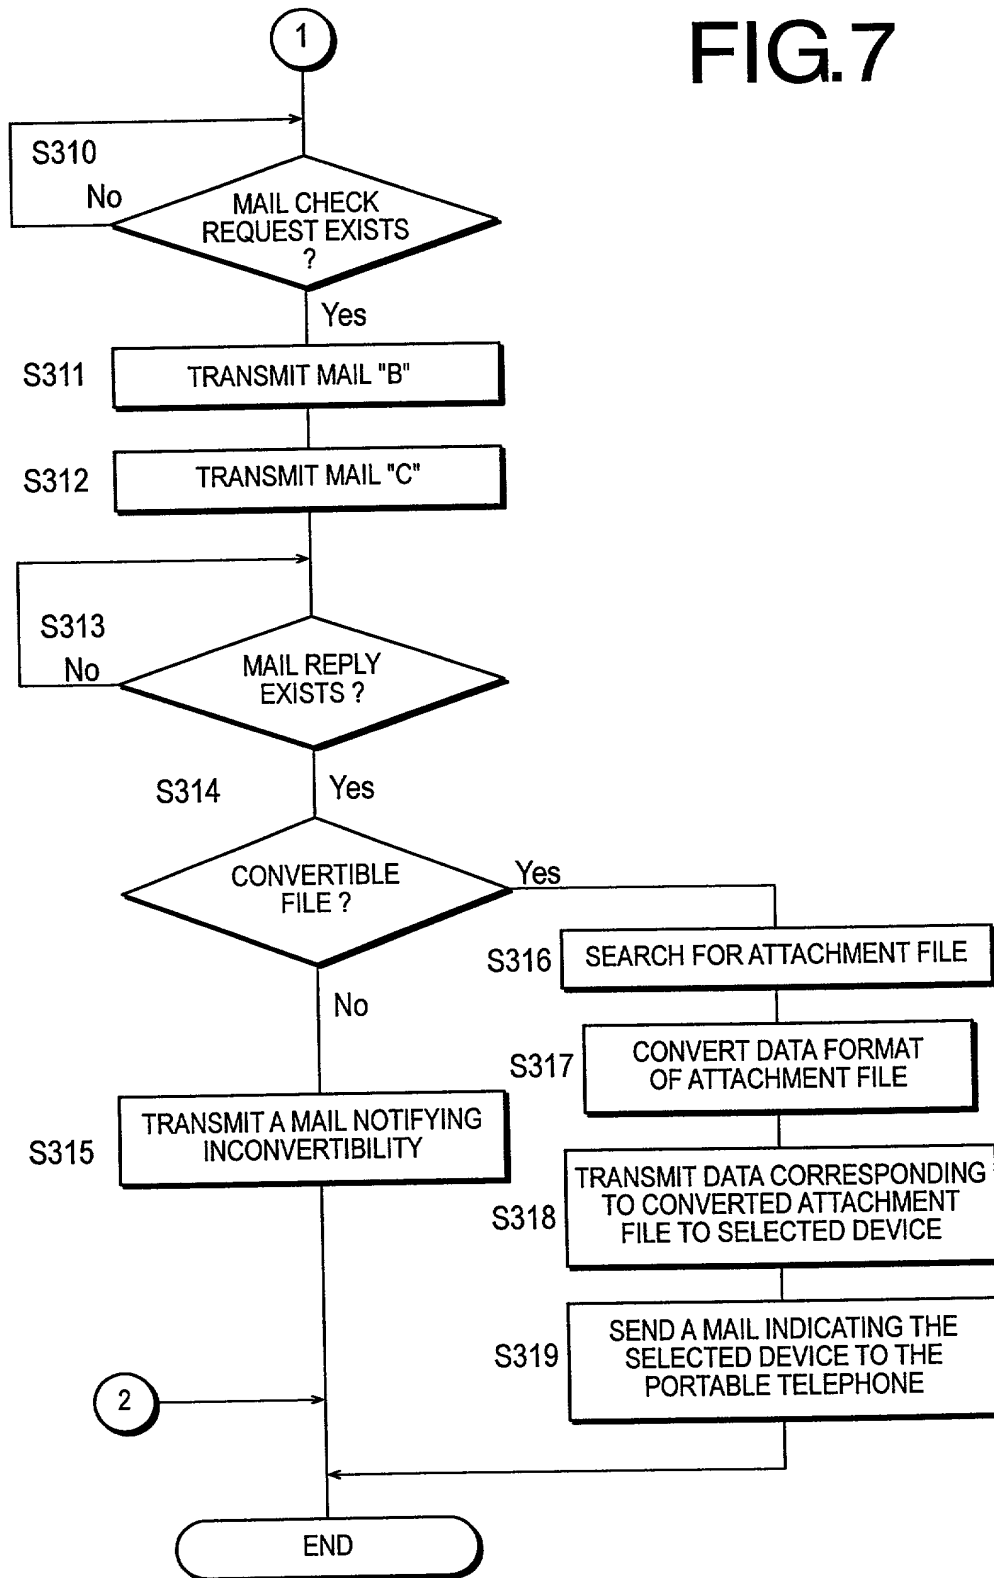 FIG.7
1
S310
No
MAIL CHECK
REQUEST EXISTS
?
Yes
S311
TRANSMIT MAIL "B"
S312
TRANSMIT MAIL "C"
S313
No
MAIL REPLY
EXISTS ?
S314
Yes
CONVERTIBLE
FILE ?
Yes
No
S316
SEARCH FOR ATTACHMENT FILE
S317
CONVERT DATA FORMAT
OF ATTACHMENT FILE
S315
TRANSMIT A MAIL NOTIFYING
INCONVERTIBILITY
S318
TRANSMIT DATA CORRESPONDING
TO CONVERTED ATTACHMENT
FILE TO SELECTED DEVICE
S319
SEND A MAIL INDICATING THE
SELECTED DEVICE TO THE
PORTABLE TELEPHONE
2
END